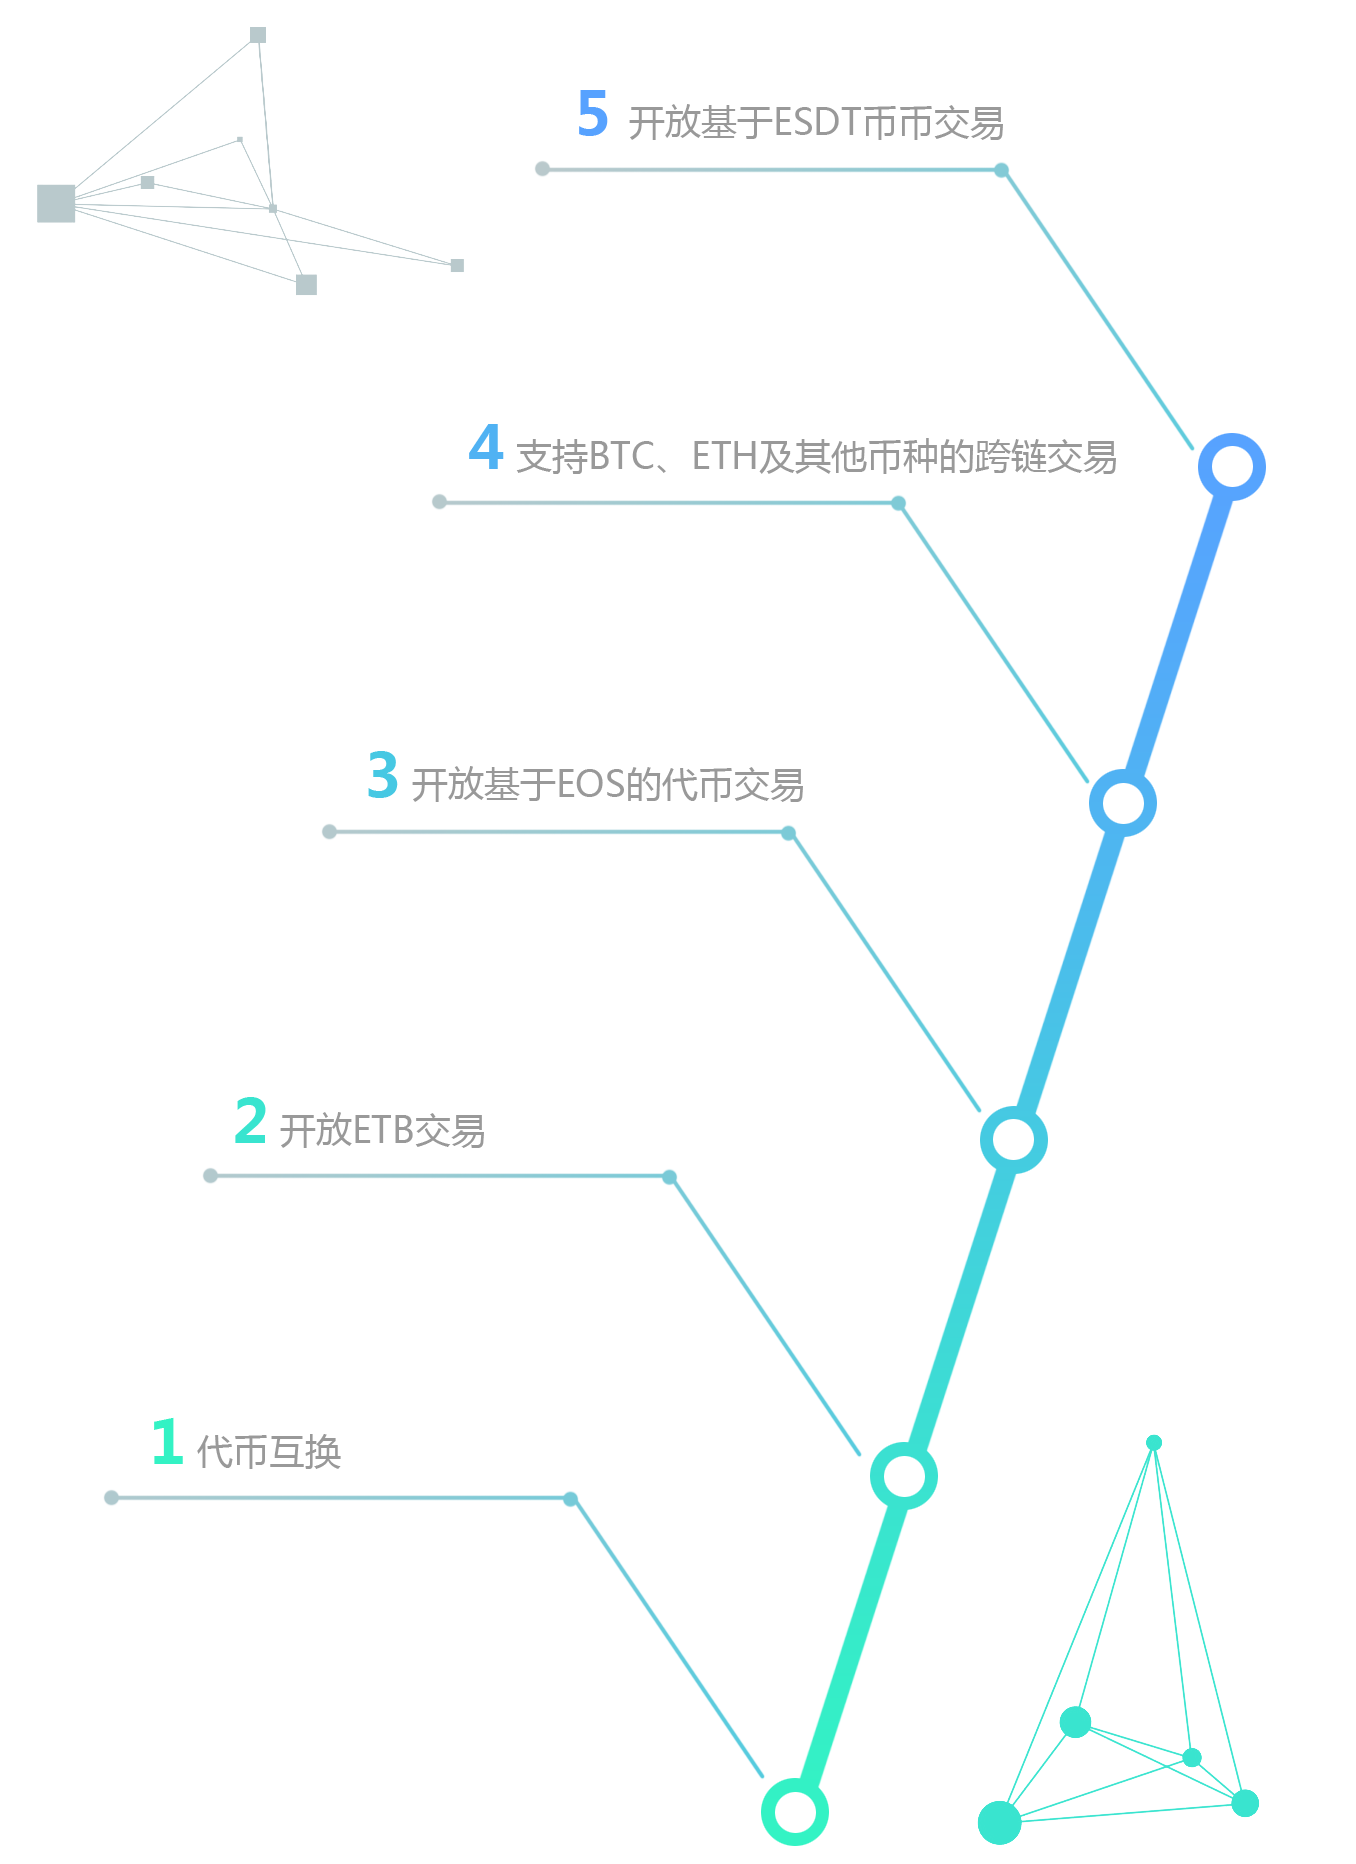 5 开放基于ESDT币币交易
4 支持BTC、ETH及其他币种的跨链交易
3 开放基于EOS的代币交易
2 开放ETB交易
1 代币互换